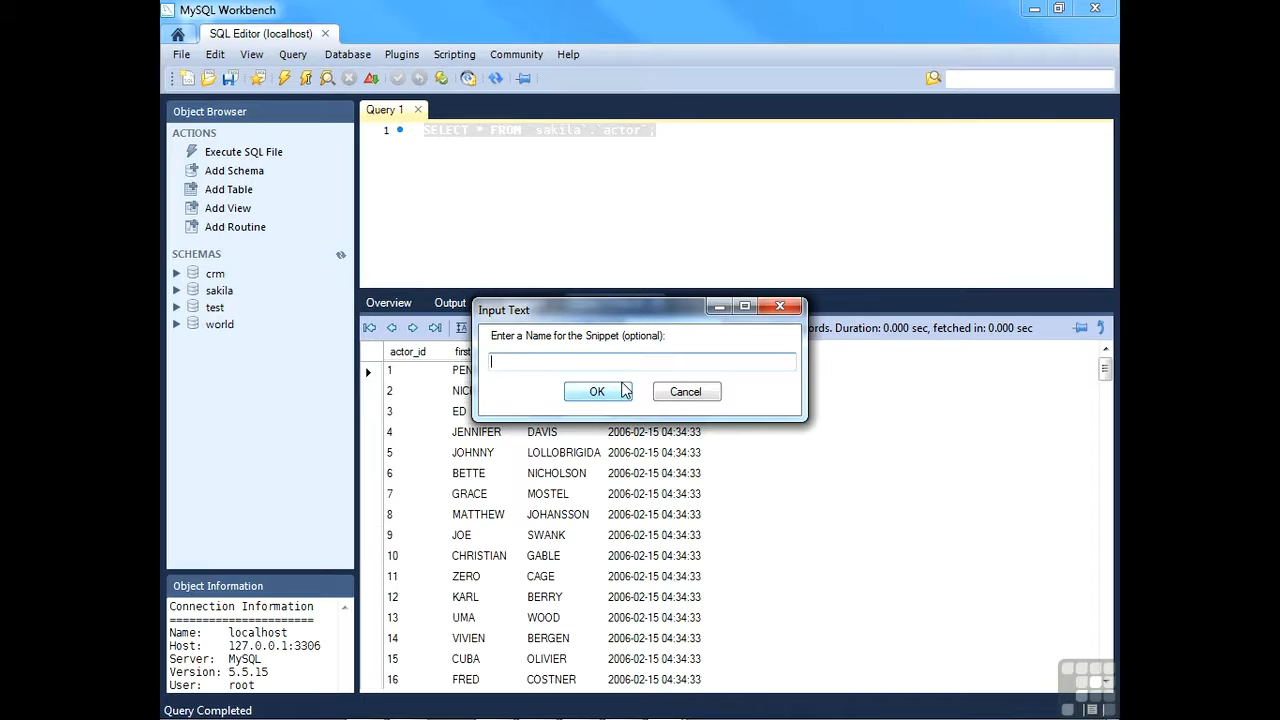 MySQL Workbench
SQL Editor (localhost)
File Edit View Query Database Plugins Scripting Community Help
Object Browser
ACTIONS
Execute SQL File
Add Schema
Add Table
Add View
Add Routine
SCHEMAS
crm
sakila
test
world
Object Information
Connection Information
======================
Name: localhost
Host: 127.0.0.1:3306
Server: MySQL
Version: 5.5.15
User: root
Query Completed
Query 1
1 SELECT * FROM `sakila`.`actor`;
Input Text
Enter a Name for the Snippet (optional):
OK Cancel
Overview Output
Duration: 0.000 sec, fetched in: 0.000 sec
actor_id
1
2
3 ED
4 JENNIFER DAVIS 2006-02-15 04:34:33
5 JOHNNY LOLLOBRIGIDA 2006-02-15 04:34:33
6 BETTE NICHOLSON 2006-02-15 04:34:33
7 GRACE MOSTEL 2006-02-15 04:34:33
8 MATTHEW JOHANSSON 2006-02-15 04:34:33
9 JOE SWANK 2006-02-15 04:34:33
10 CHRISTIAN GABLE 2006-02-15 04:34:33
11 ZERO CAGE 2006-02-15 04:34:33
12 KARL BERRY 2006-02-15 04:34:33
13 UMA WOOD 2006-02-15 04:34:33
14 VIVIEN BERGEN 2006-02-15 04:34:33
15 CUBA OLIVIER 2006-02-15 04:34:33
16 FRED COSTNER 2006-02-15 04:34:33